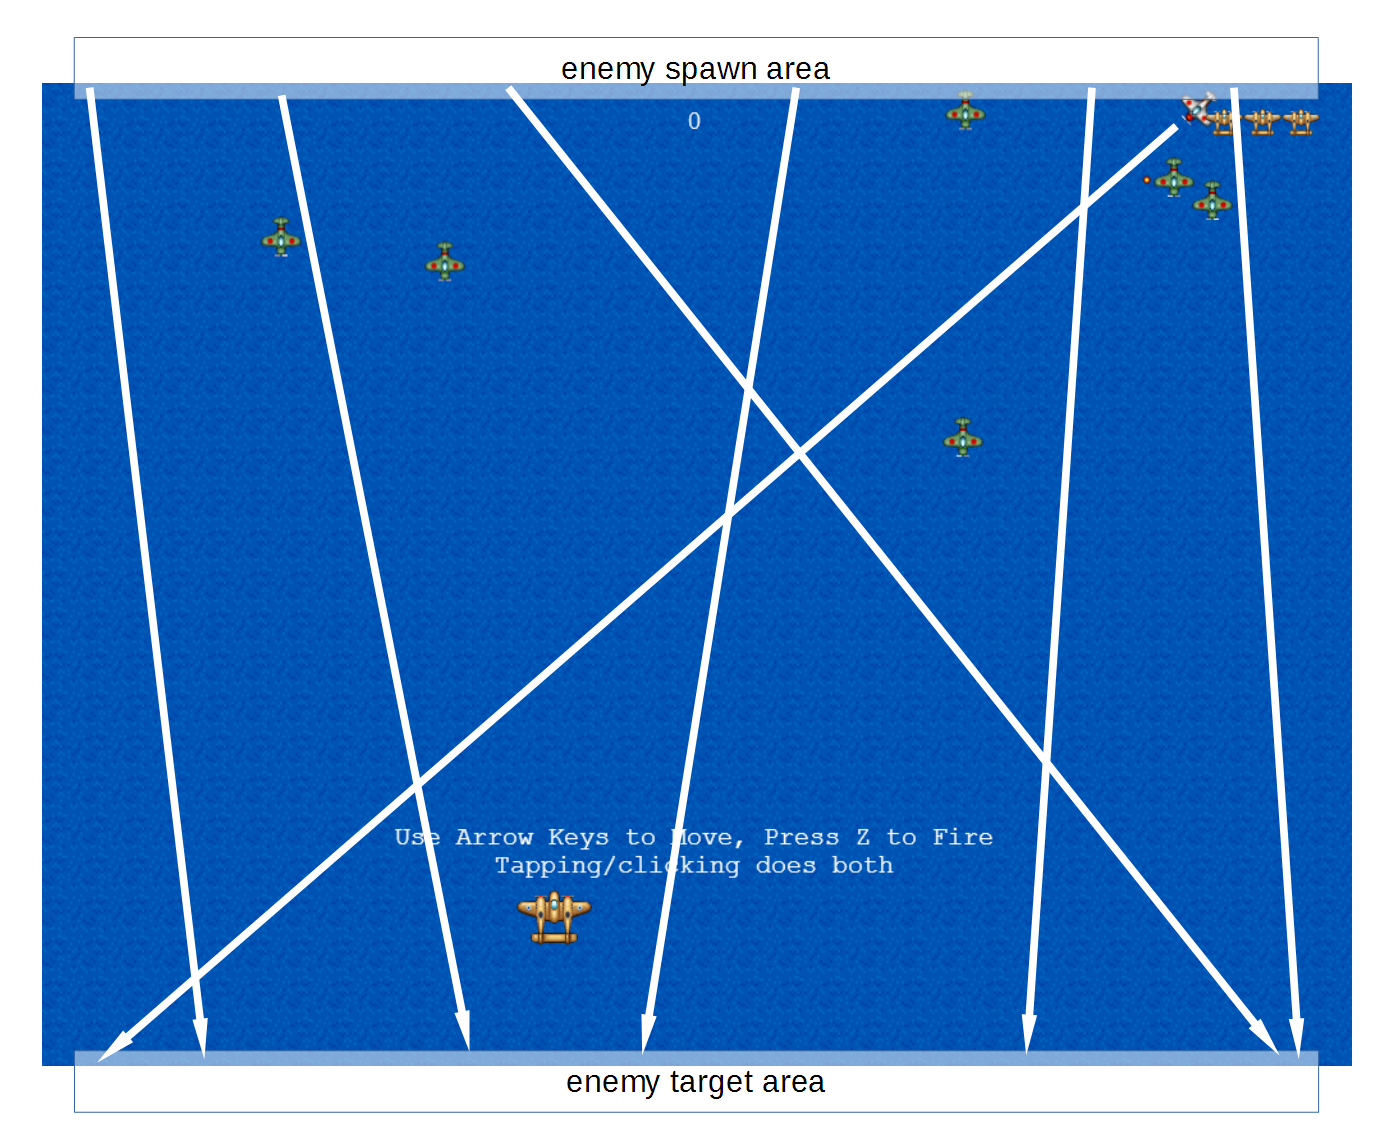 enemy spawn area
0
Use Arrow Keys to Move, Press Z to Fire
Tapping/clicking does both
enemy target area